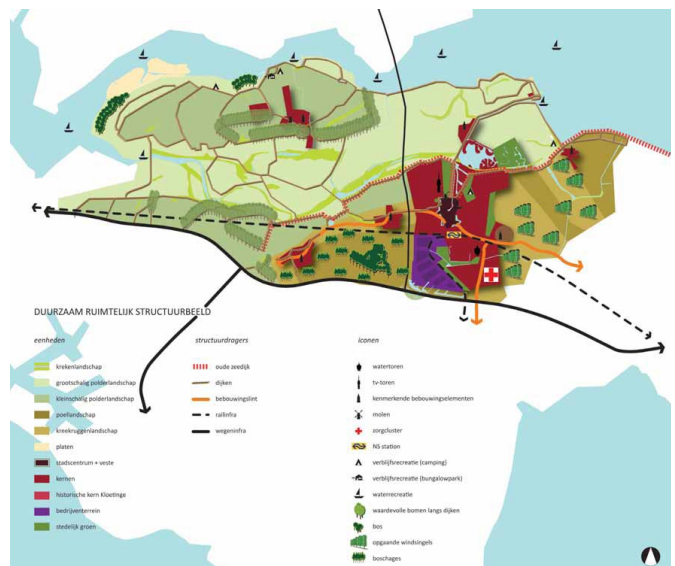 DUURZAAM RUIMTELIJK STRUCTUURBEELD
eenheden
krekenlandschap
grootschalig polderlandschap
kleinschalig polderlandschap
poellandschap
kreekruggenlandschap
platen
stadscentrum + veste
kernen
historische kern Kloetinge
bedrijventerrein
stedelijk groen
structuurdragers
oude zeedijk
dijken
bebouwingslint
railinfra
wegeninfra
iconen
watertoren
tv-toren
kenmerkende bebouwingselementen
molen
zorgcluster
NS station
verblijfsrecreatie (camping)
verblijfsrecreatie (bungalowpark)
waterrecreatie
waardevolle bomen langs dijken
bos
opgaande windsingels
boschages